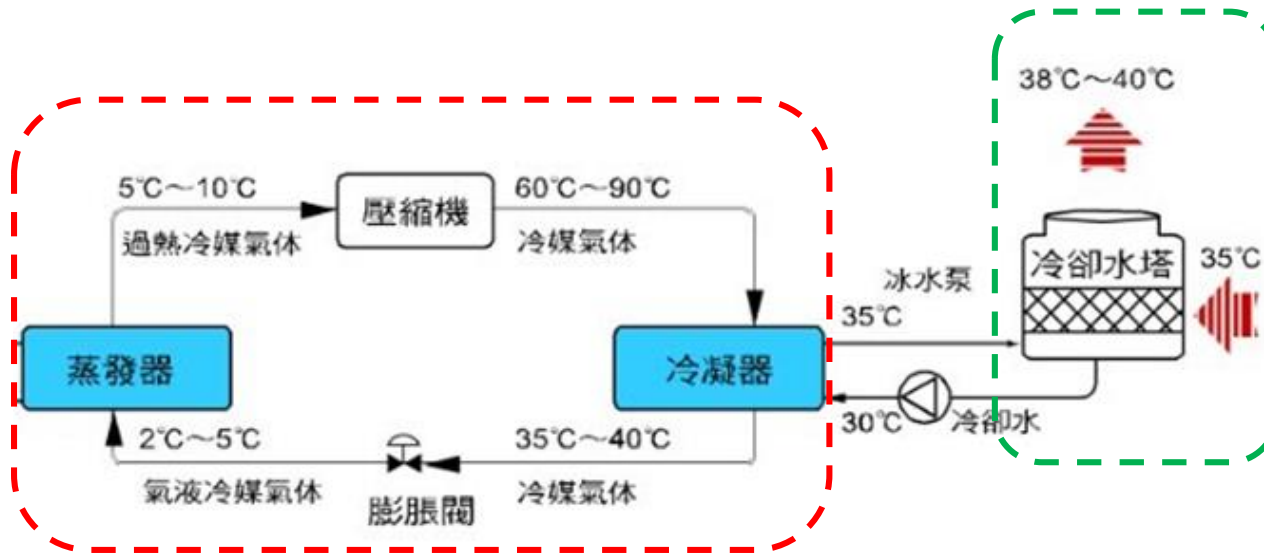 38℃～40℃
5℃～10℃
壓縮機
60℃～90℃
過熱冷媒氣体
冷媒氣体
冷卻水塔
35℃
冰水泵
35℃
蒸發器
冷凝器
30℃
冷卻水
2℃～5℃
35℃～40℃
氣液冷媒氣体
冷媒氣体
膨脹閥